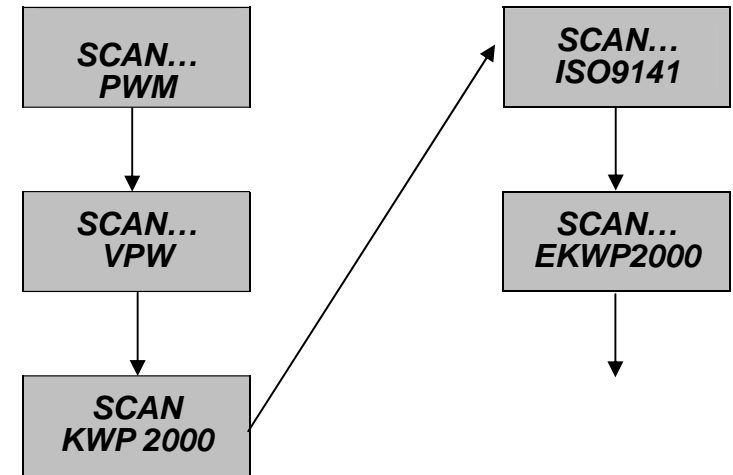 SCAN…
PWM
SCAN…
VPW
SCAN
KWP 2000
SCAN…
ISO9141
SCAN…
EKWP2000